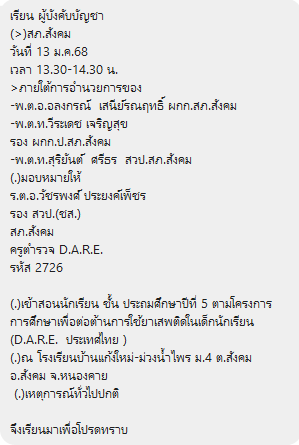 เรียน ผู้บังคับบัญชา
(>)สภ.สังคม
วันที่ 13 ม.ค.68
เวลา 13.30-14.30 น.
>ภายใต้การอำนวยการของ
-พ.ต.อ.อลงกรณ์  เสนีย์รณฤทธิ์ ผกก.สภ.สังคม
-พ.ต.ท.วีระเดช เจริญสุข
รอง ผกก.ป.สภ.สังคม
-พ.ต.ท.สุริยันต์  ศรีธร  สวป.สภ.สังคม
(.)มอบหมายให้
ร.ต.อ.วัชรพงศ์ ประยงค์เพ็ชร
รอง สวป.(ชส.)
สภ.สังคม
ครูตำรวจ D.A.R.E.
รหัส 2726

(.)เข้าสอนนักเรียน ชั้น ประถมศึกษาปีที่ 5 ตามโครงการ
การศึกษาเพื่อต่อต้านการใช้ยาเสพติดในเด็กนักเรียน
(D.A.R.E.  ประเทศไทย )
(.)ณ โรงเรียนบ้านแก้งใหม่-ม่วงน้ำไพร ม.4 ต.สังคม
อ.สังคม จ.หนองคาย
(.)เหตุการณ์ทั่วไปปกติ

จึงเรียนมาเพื่อโปรดทราบ